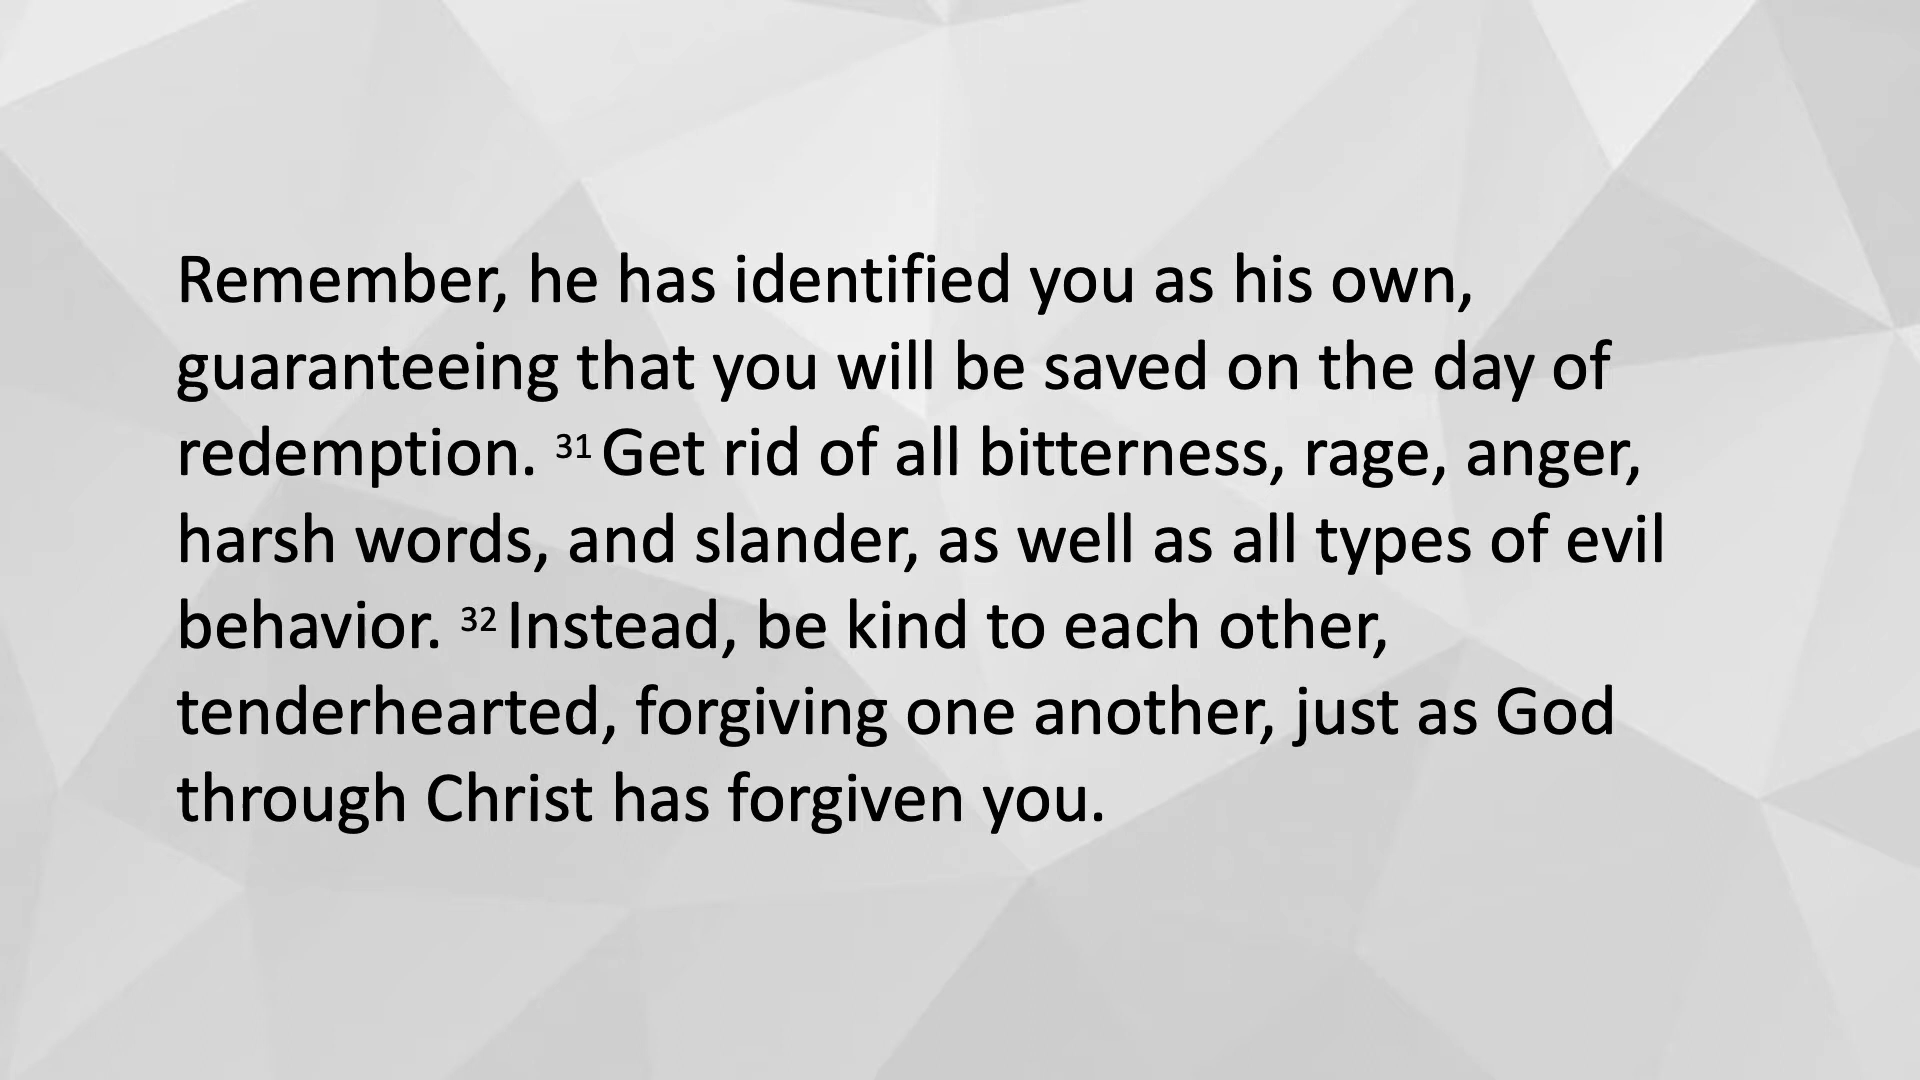 Remember, he has identified you as his own,
guaranteeing that you will be saved on the day of
redemption. 31 Get rid of all bitterness, rage, anger,
harsh words, and slander, as well as all types of evil
behavior. 32 Instead, be kind to each other,
tenderhearted, forgiving one another, just as God
through Christ has forgiven you.